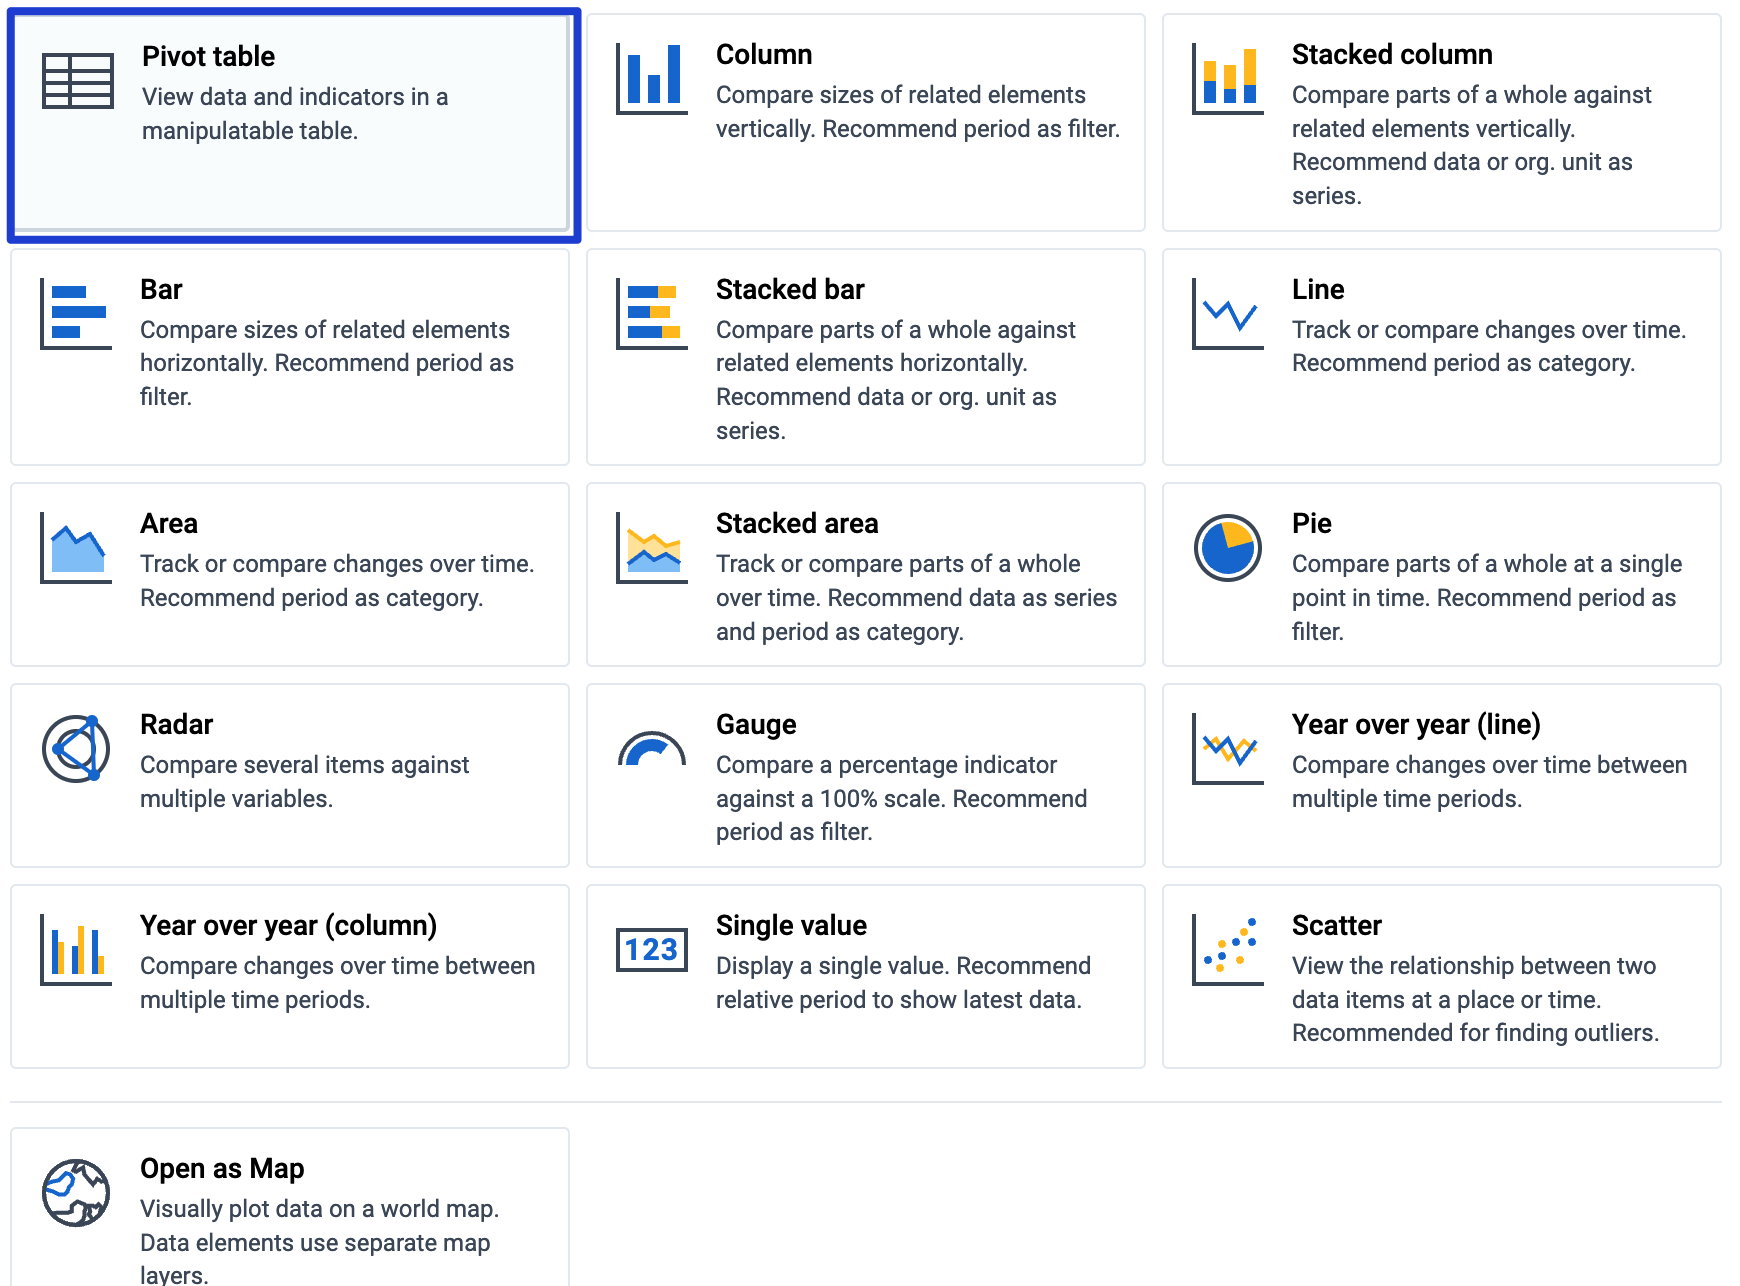 Pivot table
View data and indicators in a
manipulatable table.
Column
Compare sizes of related elements
vertically. Recommend period as filter.
Stacked column
Compare parts of a whole against
related elements vertically.
Recommend data or org. unit as
series.
Bar
Compare sizes of related elements
horizontally. Recommend period as
filter.
Stacked bar
Compare parts of a whole against
related elements horizontally.
Recommend data or org. unit as
series.
Line
Track or compare changes over time.
Recommend period as category.
Area
Track or compare changes over time.
Recommend period as category.
Stacked area
Track or compare parts of a whole
over time. Recommend data as series
and period as category.
Pie
Compare parts of a whole at a single
point in time. Recommend period as
filter.
Radar
Compare several items against
multiple variables.
Gauge
Compare a percentage indicator
against a 100% scale. Recommend
period as filter.
Year over year (line)
Compare changes over time between
multiple time periods.
Year over year (column)
Compare changes over time between
multiple time periods.
123
Single value
Display a single value. Recommend
relative period to show latest data.
Scatter
View the relationship between two
data items at a place or time.
Recommended for finding outliers.
Open as Map
Visually plot data on a world map.
Data elements use separate map
layers.